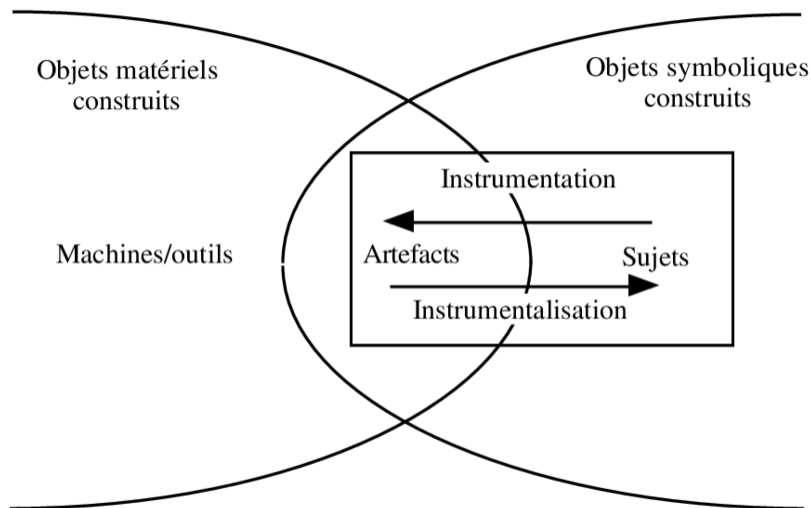 Objets matériels
construits
Objets symboliques
construits
Instrumentation
Machines/outils
Artefacts
Sujets
Instrumentalisation